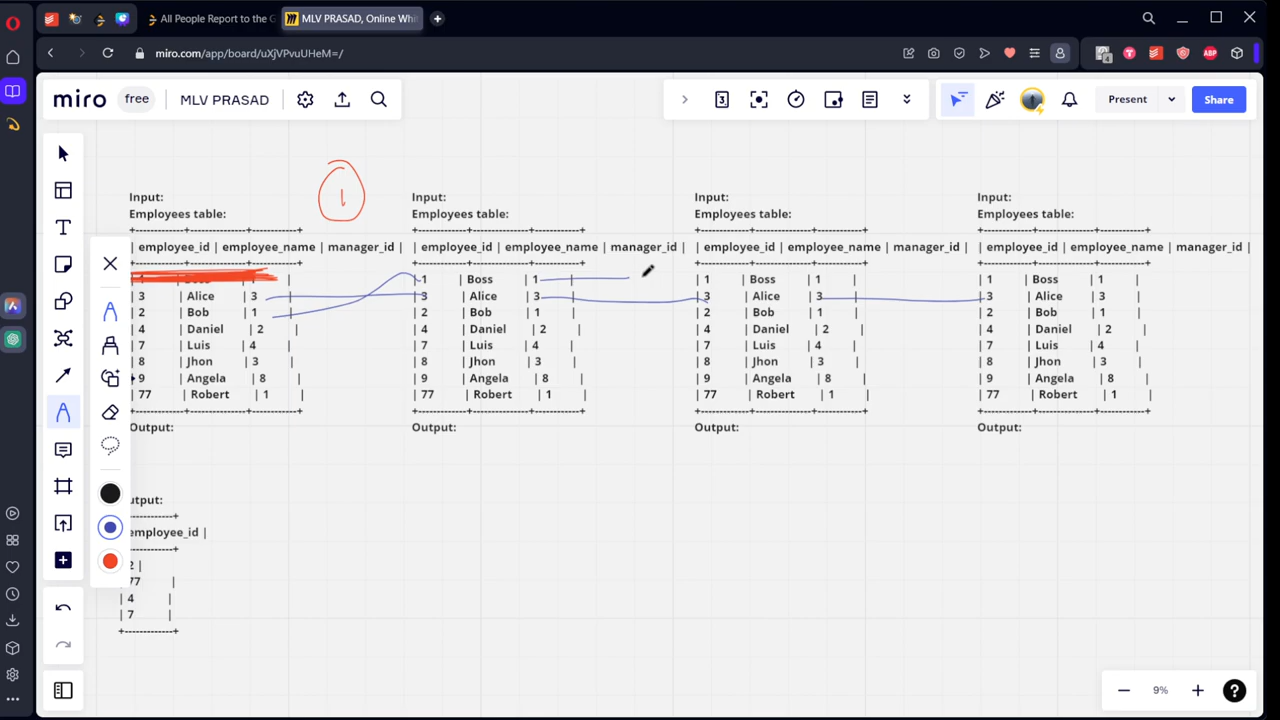 All People Report to the G
MLV PRASAD, Online Whi
miro.com/app/board/uXjVPvuUHeM=/
miro free MLV PRASAD
3 Present Share
1
Input: Input: Input: Input:
Employees table: Employees table: Employees table: Employees table:
+-------------+---------------+------------+ +-------------+---------------+------------+ +-------------+---------------+------------+ +-------------+---------------+------------+
| employee_id | employee_name | manager_id | | employee_id | employee_name | manager_id | | employee_id | employee_name | manager_id | | employee_id | employee_name | manager_id |
+-------------+---------------+------------+ +-------------+---------------+------------+ +-------------+---------------+------------+ +-------------+---------------+------------+
| 1 | Boss | 1 | | 1 | Boss | 1 | | 1 | Boss | 1 | | 1 | Boss | 1 |
| 3 | Alice | 3 | | 3 | Alice | 3 | | 3 | Alice | 3 | | 3 | Alice | 3 |
| 2 | Bob | 1 | | 2 | Bob | 1 | | 2 | Bob | 1 | | 2 | Bob | 1 |
| 4 | Daniel | 2 | | 4 | Daniel | 2 | | 4 | Daniel | 2 | | 4 | Daniel | 2 |
| 7 | Luis | 4 | | 7 | Luis | 4 | | 7 | Luis | 4 | | 7 | Luis | 4 |
| 8 | Jhon | 3 | | 8 | Jhon | 3 | | 8 | Jhon | 3 | | 8 | Jhon | 3 |
| 9 | Angela | 8 | | 9 | Angela | 8 | | 9 | Angela | 8 | | 9 | Angela | 8 |
| 77 | Robert | 1 | | 77 | Robert | 1 | | 77 | Robert | 1 | | 77 | Robert | 1 |
+-------------+---------------+------------+ +-------------+---------------+------------+ +-------------+---------------+------------+ +-------------+---------------+------------+
Output: Output: Output: Output:
utput:
------------+
employee_id |
------------+
2 |
77 |
| 4 |
| 7 |
+-------------+
9%